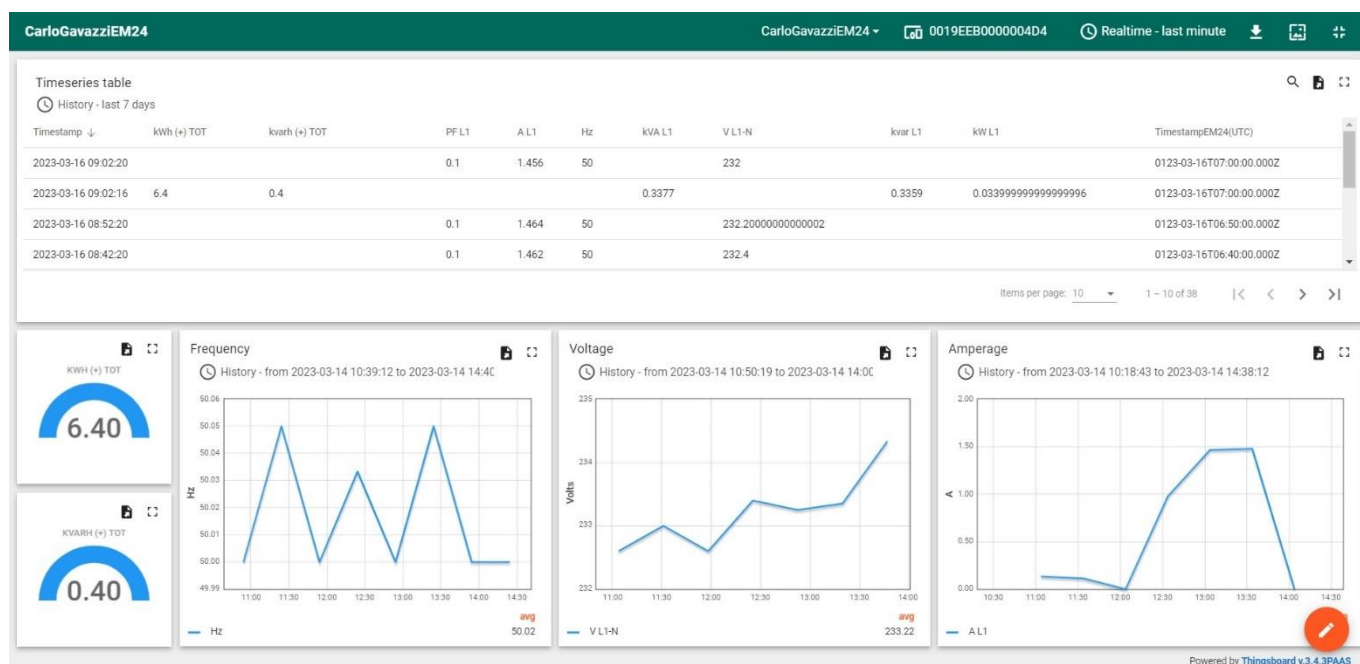 CarloGavazziEM24 CarloGavazziEM24 0019EEB0000004D4 Realtime - last minute
Timeseries table
History - last 7 days
Timestamp ↓ kWh (+) TOT kvarh (+) TOT PF L1 A L1 Hz kVA L1 V L1-N kvar L1 kW L1 TimestampEM24(UTC)
2023-03-16 09:02:20 0.1 1.456 50 232 0123-03-16T07:00:00.000Z
2023-03-16 09:02:16 6.4 0.4 0.3377 0.3359 0.033999999999999996 0123-03-16T07:00:00.000Z
2023-03-16 08:52:20 0.1 1.464 50 232.20000000000002 0123-03-16T06:50:00.000Z
2023-03-16 08:42:20 0.1 1.462 50 232.4 0123-03-16T06:40:00.000Z
Items per page: 10 1 – 10 of 38
KWH (+) TOT
6.40
KVARH (+) TOT
0.40
Frequency
History - from 2023-03-14 10:39:12 to 2023-03-14 14:40
50.06
50.05
50.04
50.03
50.02
50.01
50.00
49.99
Hz
11:00 11:30 12:00 12:30 13:00 13:30 14:00 14:30
avg
Hz 50.02
Voltage
History - from 2023-03-14 10:50:19 to 2023-03-14 14:00
235
234
233
232
Volts
11:00 11:30 12:00 12:30 13:00 13:30 14:00
avg
V L1-N 233.22
Amperage
History - from 2023-03-14 10:18:43 to 2023-03-14 14:38:12
2.00
1.50
1.00
0.50
0.00
A
10:30 11:00 11:30 12:00 12:30 13:00 13:30 14:00 14:30
A L1
Powered by Thingsboard v.3.4.3PAAS